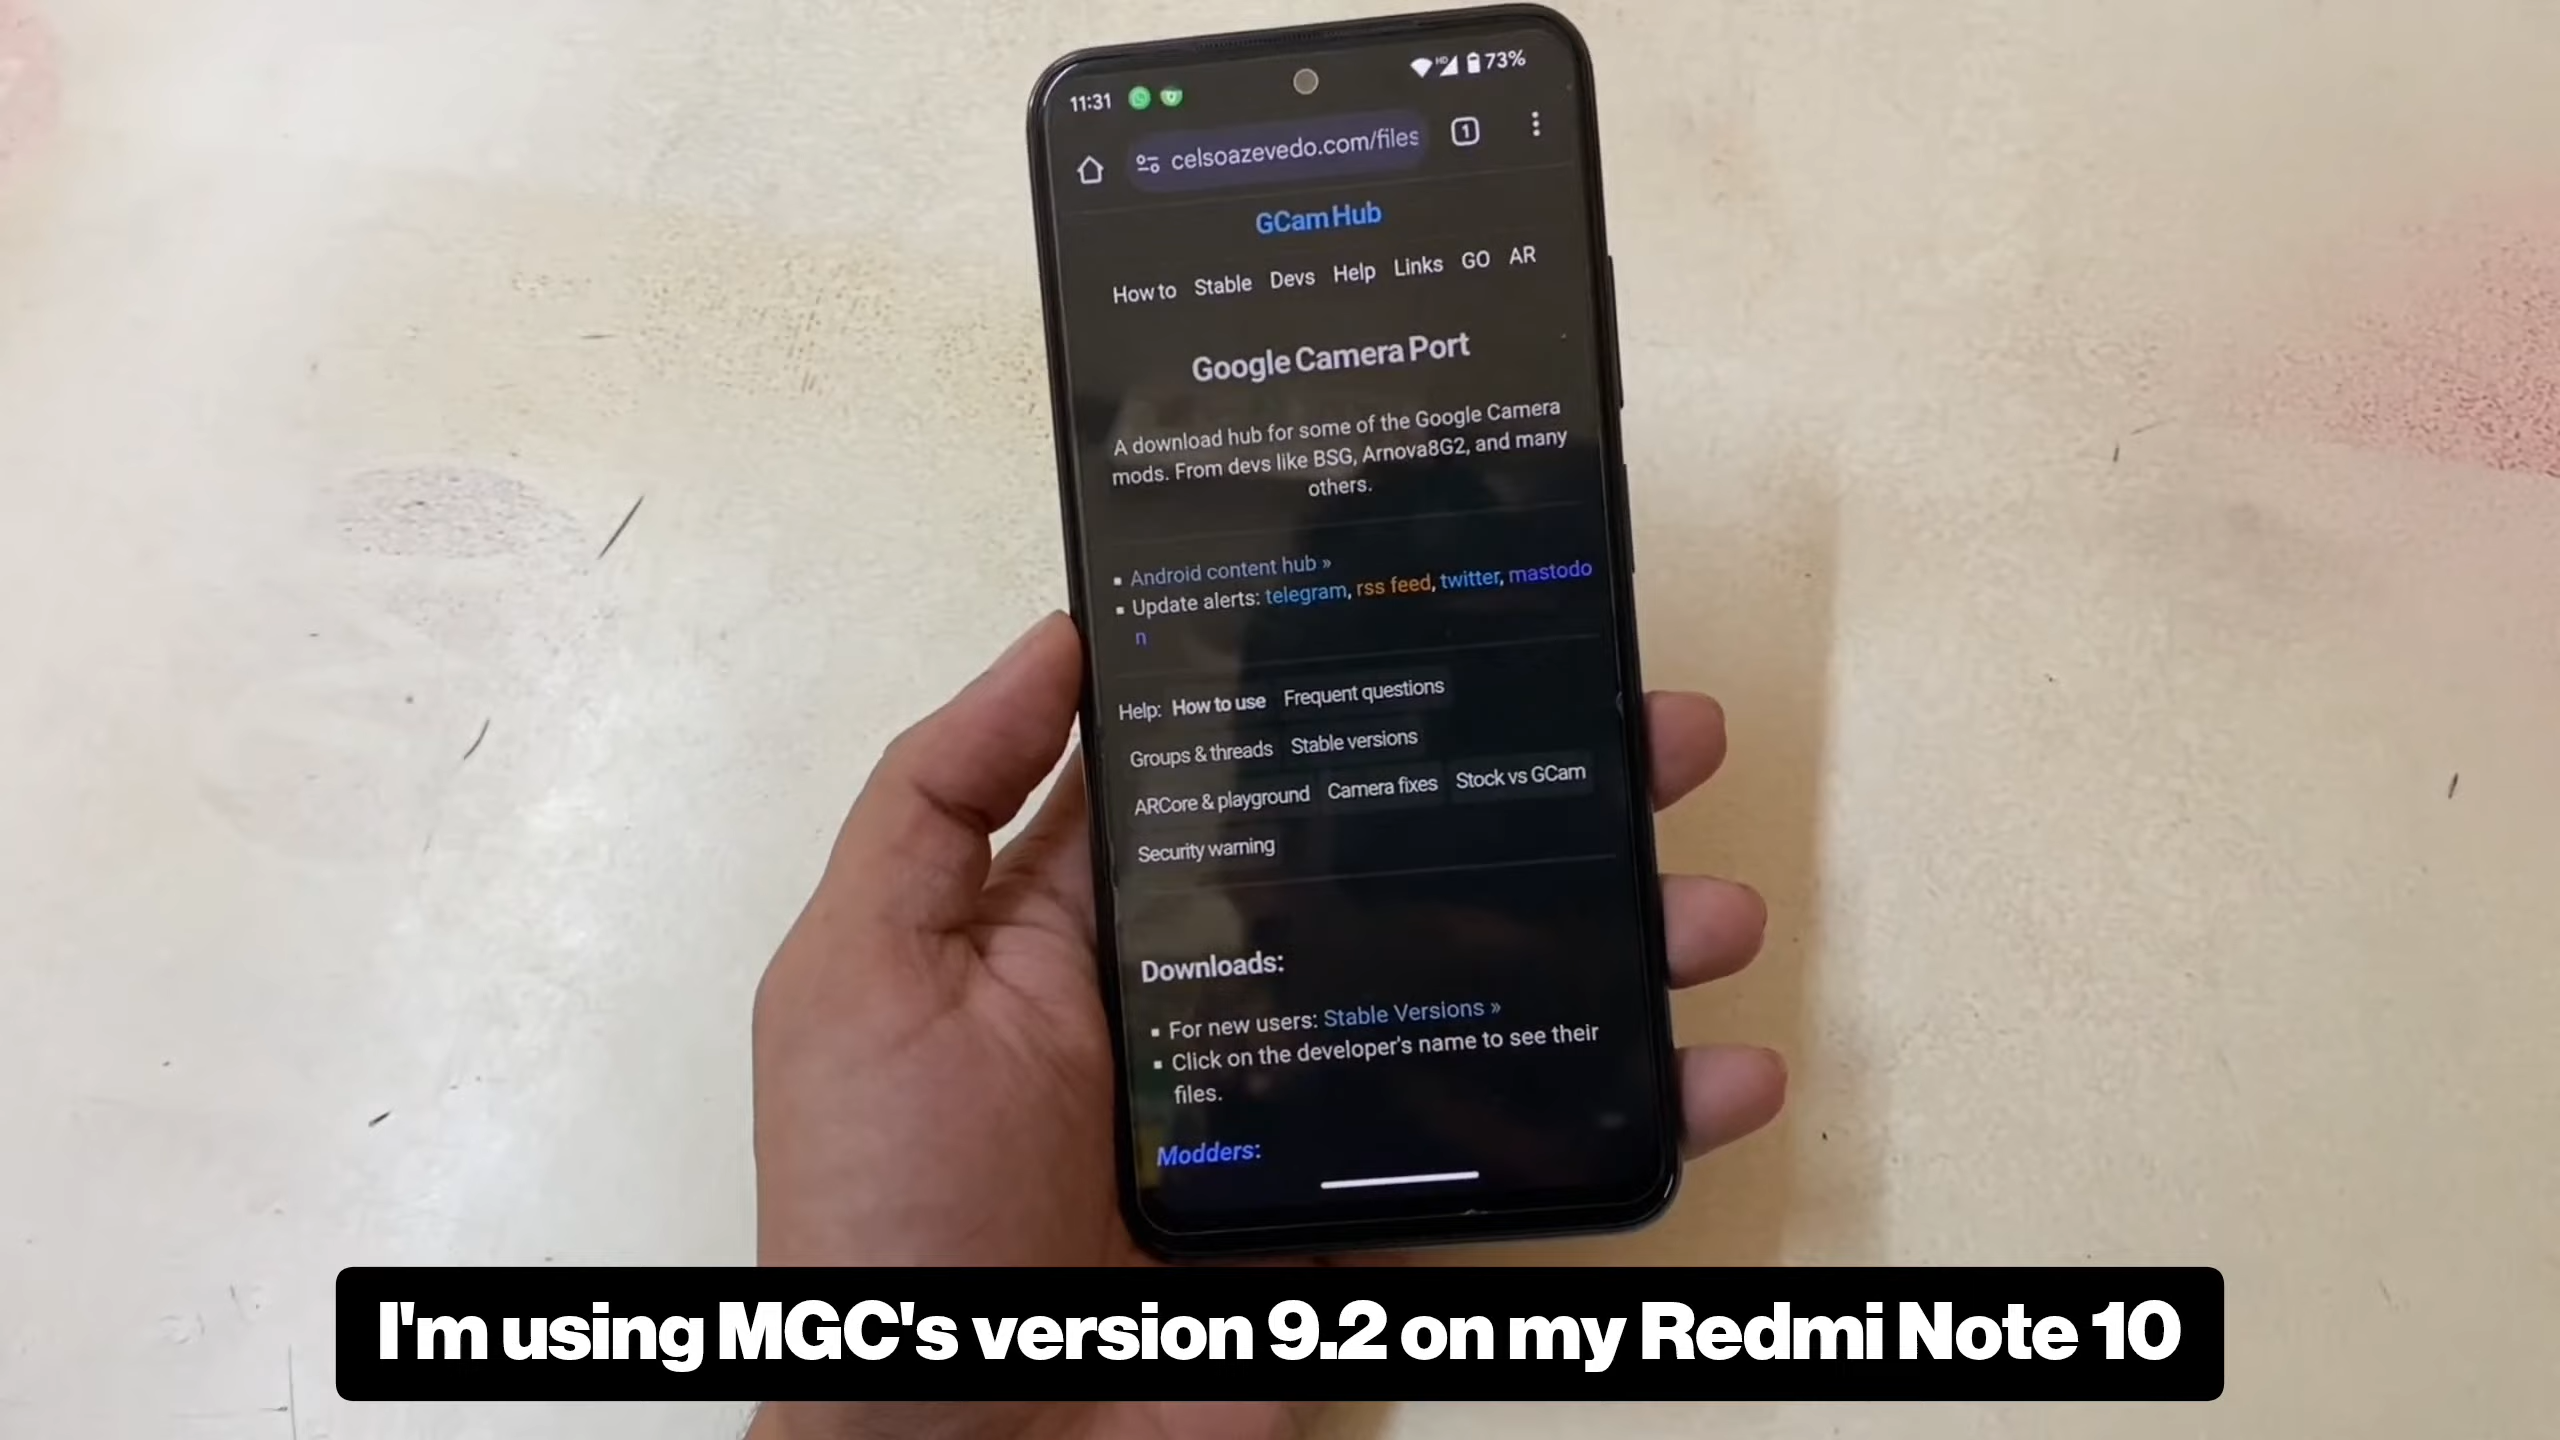 11:31
HD
73%
celsoazevedo.com/files
1
GCam Hub
How to Stable Devs Help Links GO AR
Google Camera Port
A download hub for some of the Google Camera
mods. From devs like BSG, Arnova8G2, and many
others.
Android content hub »
Update alerts: telegram, rss feed, twitter, mastodo
n
Help: How to use Frequent questions
Groups & threads Stable versions
ARCore & playground Camera fixes Stock vs GCam
Security warning
Downloads:
For new users: Stable Versions »
Click on the developer's name to see their
files.
Modders:
I'm using MGC's version 9.2 on my Redmi Note 10